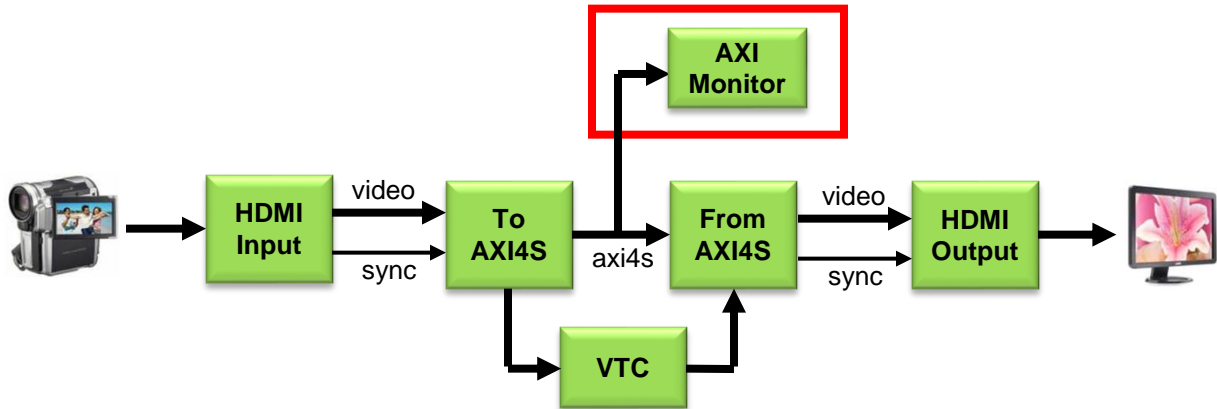 AXI
Monitor
video
video
HDMI
Input
To
AXI4S
From
AXI4S
HDMI
Output
axi4s
sync
sync
VTC